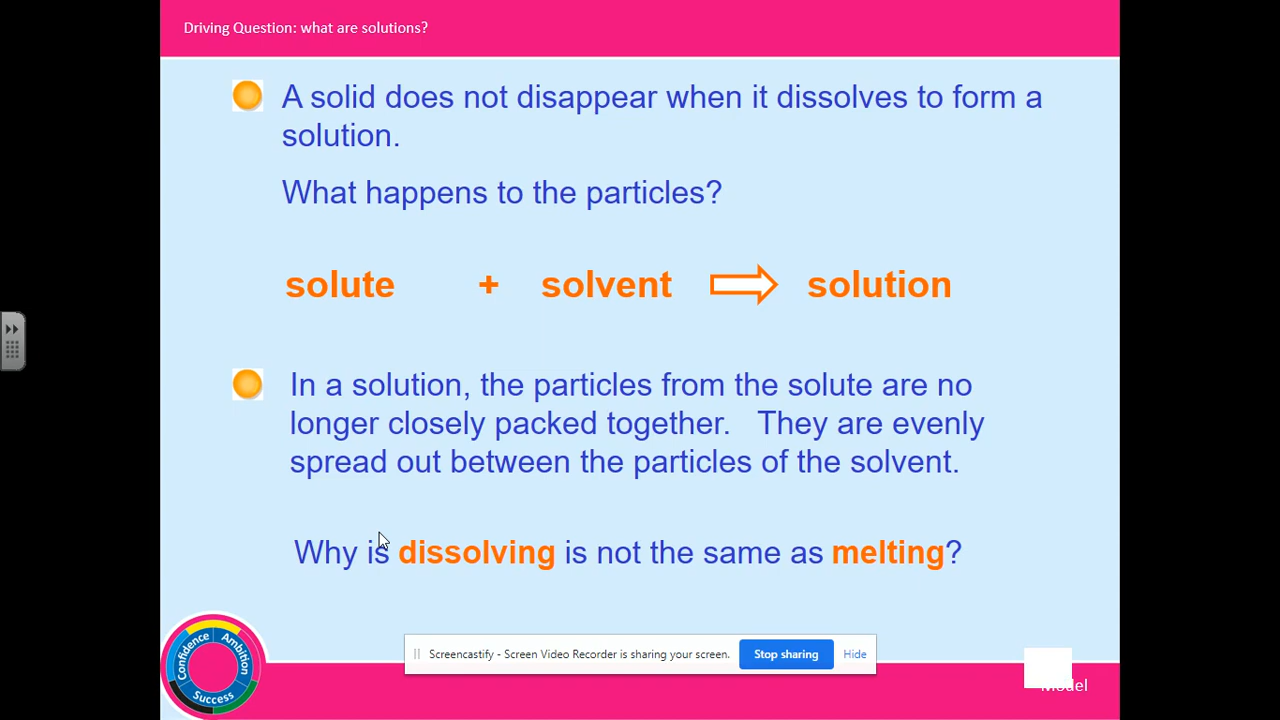 Driving Question: what are solutions?
A solid does not disappear when it dissolves to form a
solution.
What happens to the particles?
solute + solvent solution
In a solution, the particles from the solute are no
longer closely packed together. They are evenly
spread out between the particles of the solvent.
Why is dissolving is not the same as melting?
Confidence Ambition
Success
Screencastify - Screen Video Recorder is sharing your screen. Stop sharing Hide
Model